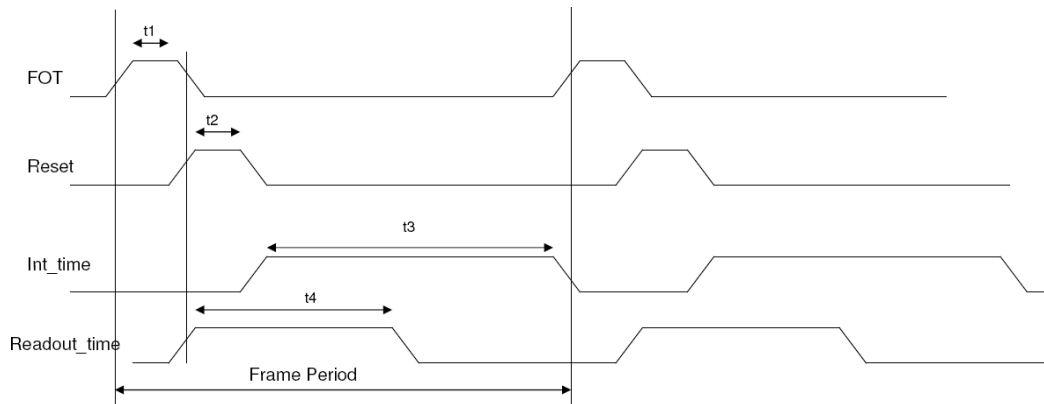 t1
FOT
t2
Reset
t3
Int_time
t4
Readout_time
Frame Period